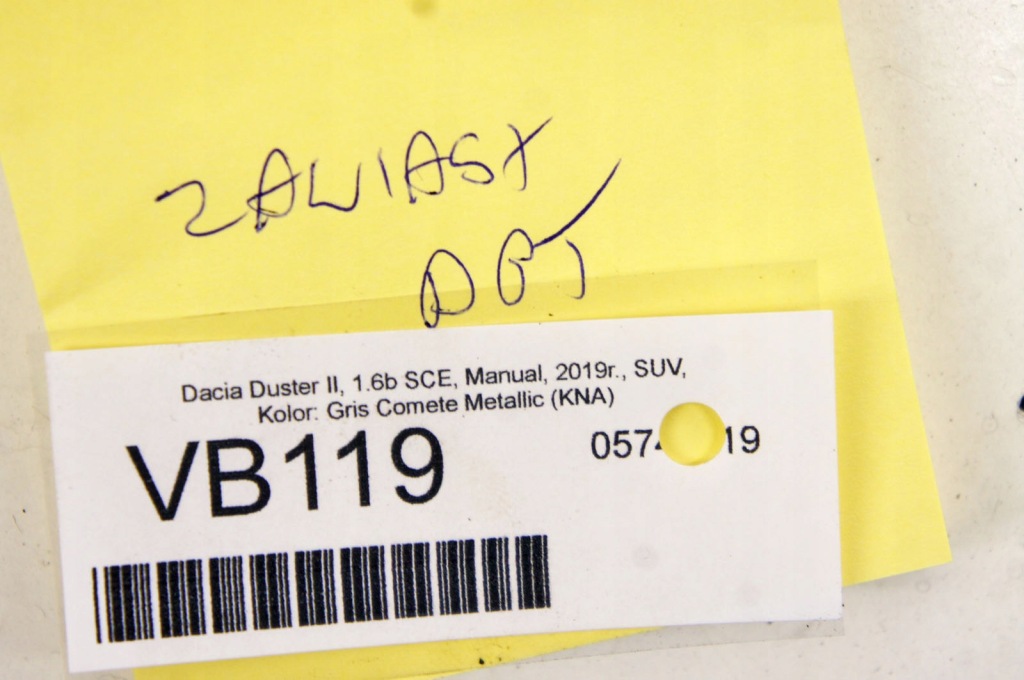 ZAWIASY
Dacia Duster II, 1.6b SCE, Manual, 2019r., SUV,
Kolor: Gris Comete Metallic (KNA)
VB119